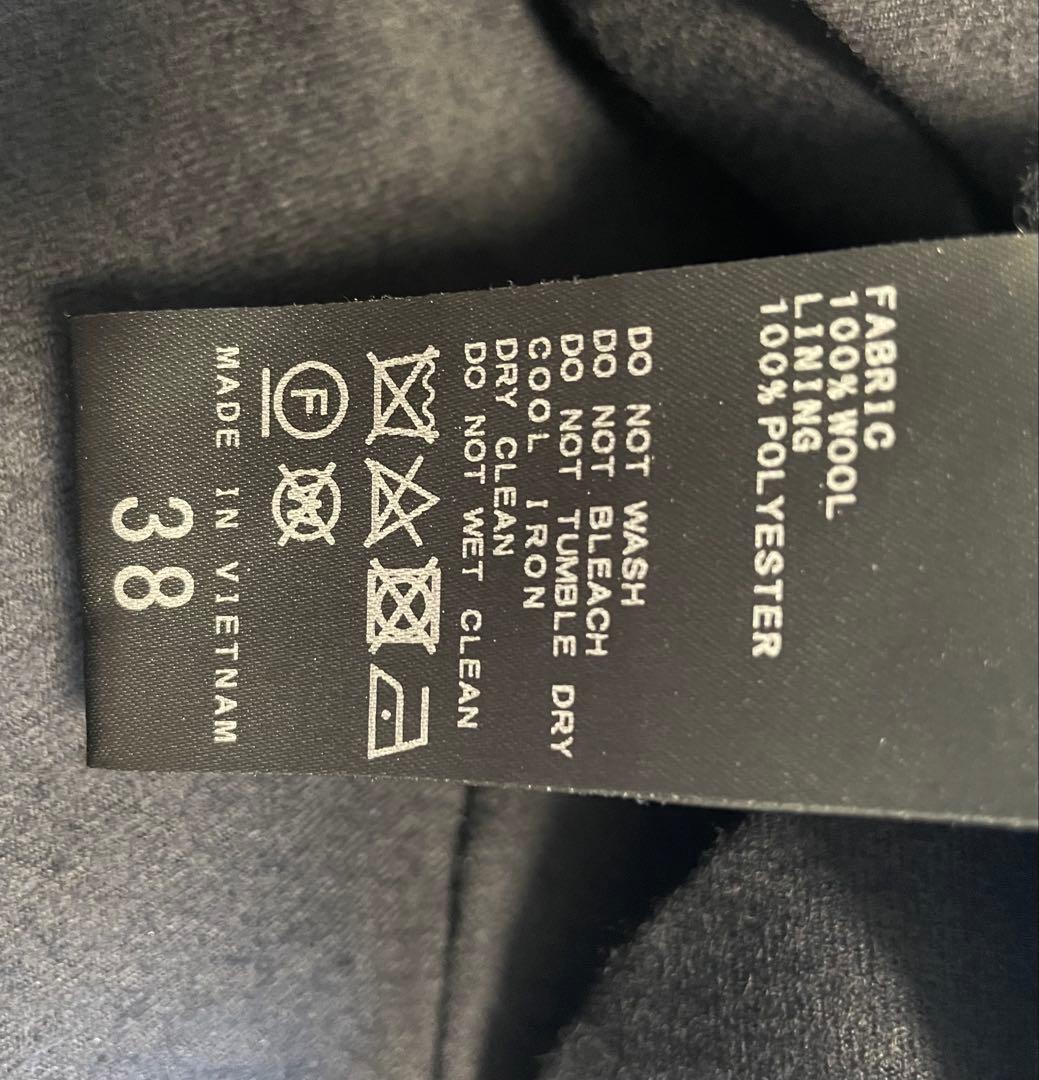 FABRIC
100% WOOL
LINING
100% POLYESTER
DO NOT WASH
DO NOT BLEACH
DO NOT TUMBLE DRY
COOL IRON
DRY CLEAN
DO NOT WET CLEAN
F W
MADE IN VIETNAM
38